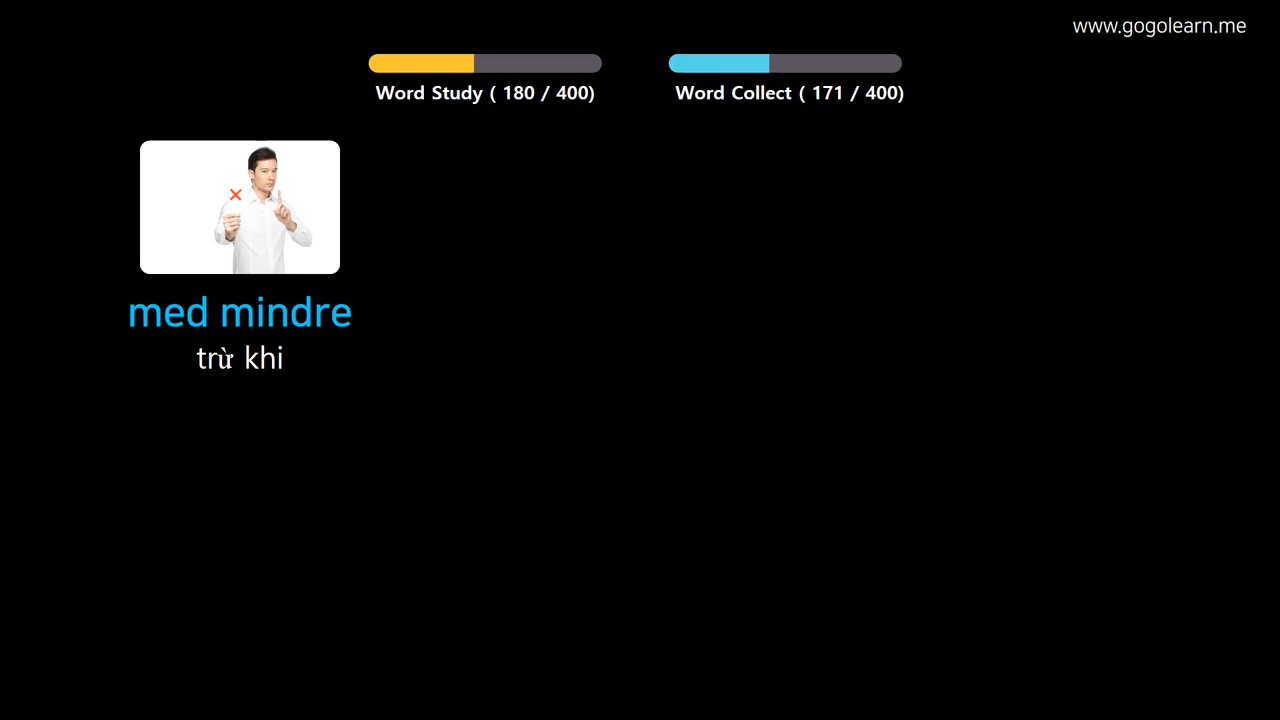 www.gogolearn.me
Word Study ( 180 / 400)
Word Collect ( 171 / 400)
med mindre
trừ khi